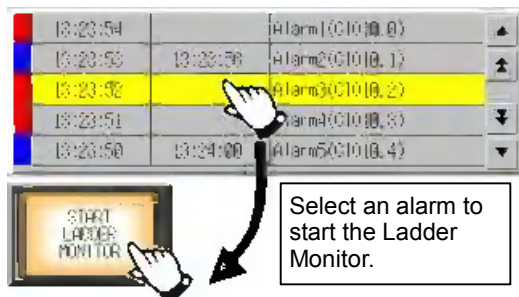 13:23:54 Alarm1(CIO10.0)
13:23:53 13:23:58 Alarm2(CIO10.1)
13:23:52 Alarm3(CIO10.2)
13:23:51 Alarm4(CIO10.3)
13:23:50 13:24:00 Alarm5(CIO10.4)
START
LADDER
MONITOR
Select an alarm to
start the Ladder
Monitor.